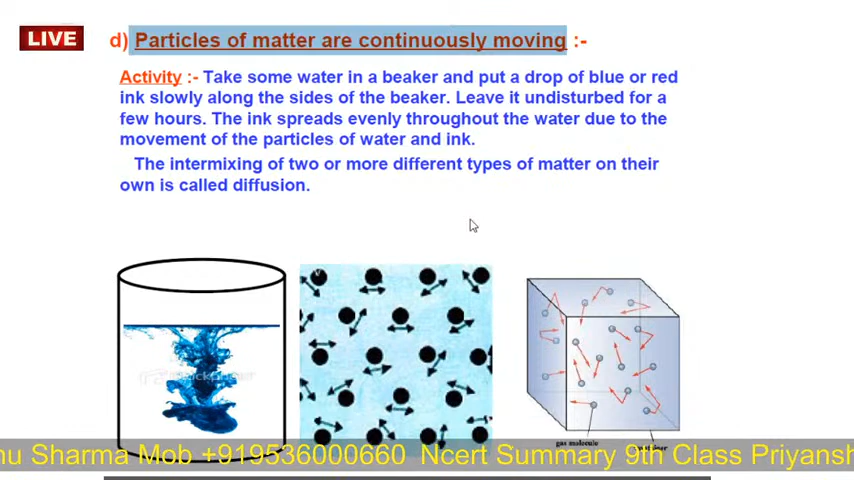 LIVE
d) Particles of matter are continuously moving :-
Activity :- Take some water in a beaker and put a drop of blue or red
ink slowly along the sides of the beaker. Leave it undisturbed for a
few hours. The ink spreads evenly throughout the water due to the
movement of the particles of water and ink.
The intermixing of two or more different types of matter on their
own is called diffusion.
gas molecule
nu Sharma Mob +919536000660 Ncert Summary 9th Class Priyansh